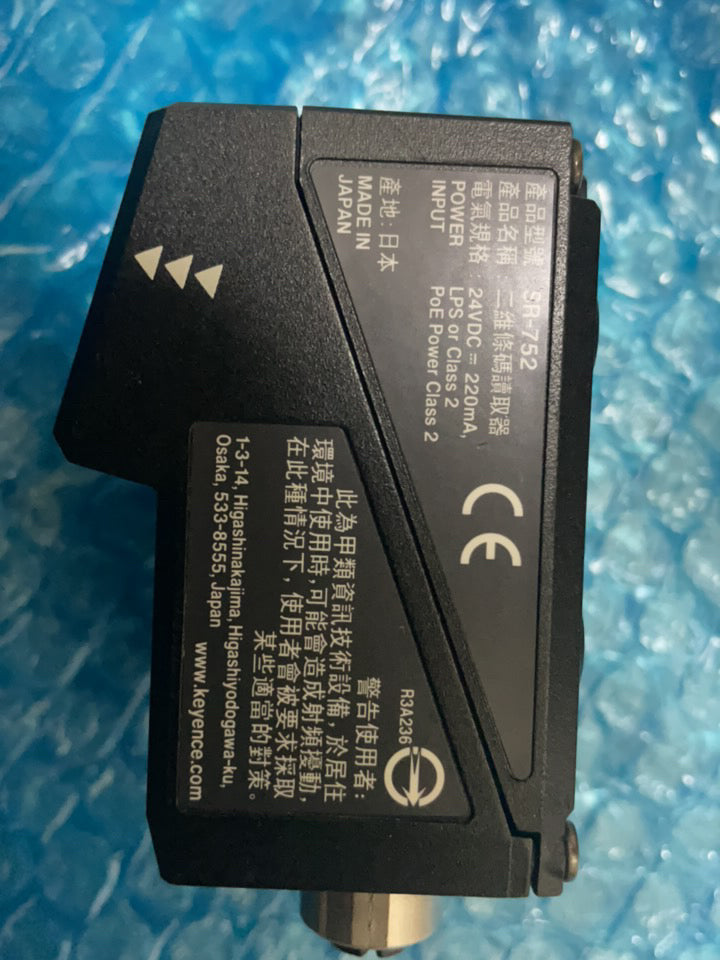 產品型號 SR-752
產品名稱 二維條碼讀取器
電氣規格 24VDC⎓220mA,
POWER LPS or Class 2
INPUT PoE Power Class 2
產地:日本
MADE IN
JAPAN
CE
R3A236
警告使用者:
此為甲類資訊技術設備,於居住
環境中使用時,可能會造成射頻擾動,
在此種情況下,使用者會被要求採取
某些適當的對策。
1-3-14, Higashinakajima, Higashiyodogawa-ku,
Osaka, 533-8555, Japan www.keyence.com